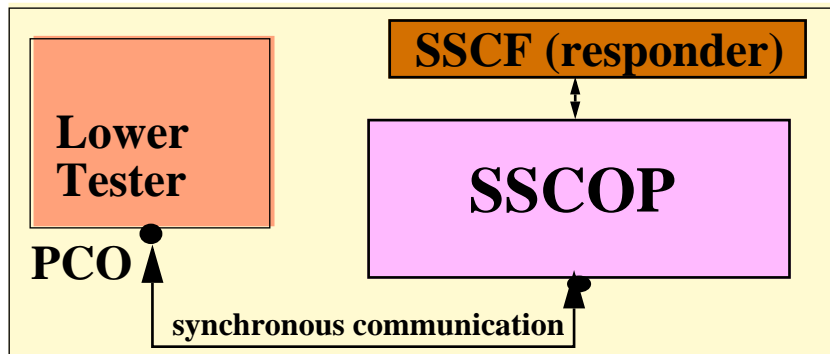 SSCF (responder)
Lower
Tester
SSCOP
PCO
synchronous communication